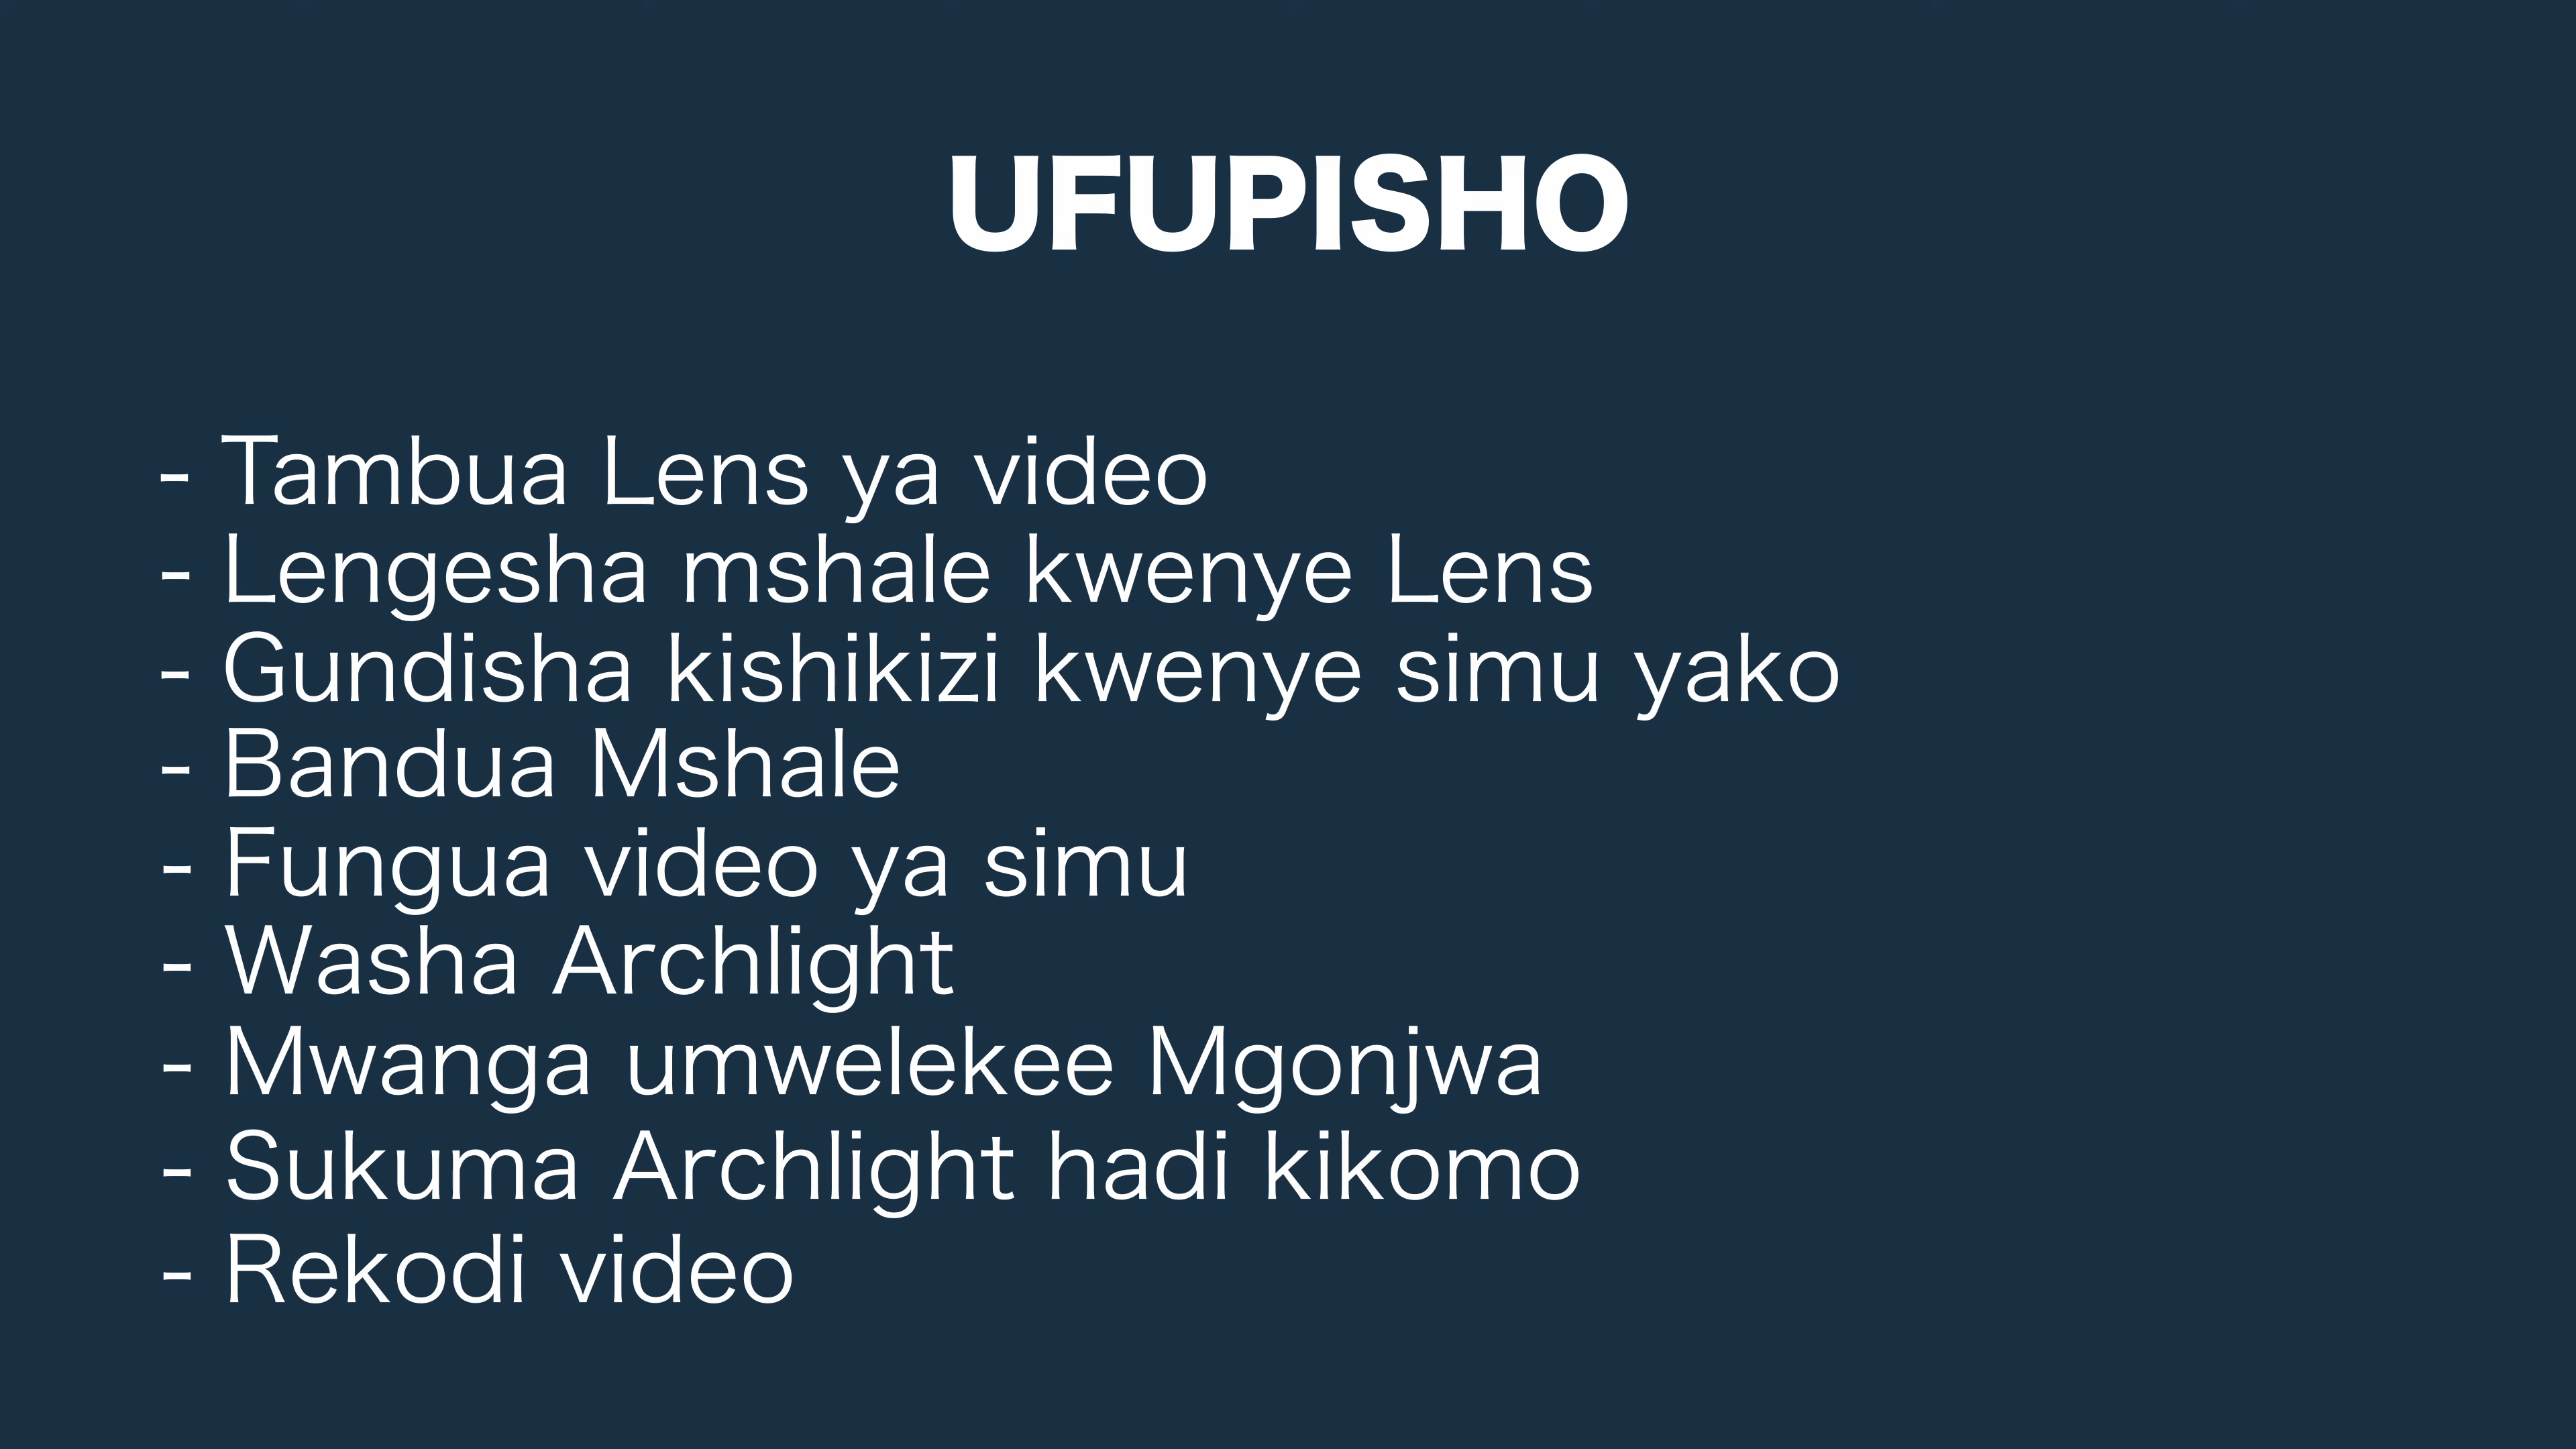 UFUPISHO
- Tambua Lens ya video
- Lengesha mshale kwenye Lens
- Gundisha kishikizi kwenye simu yako
- Bandua Mshale
- Fungua video ya simu
- Washa Archlight
- Mwanga umwelekee Mgonjwa
- Sukuma Archlight hadi kikomo
- Rekodi video